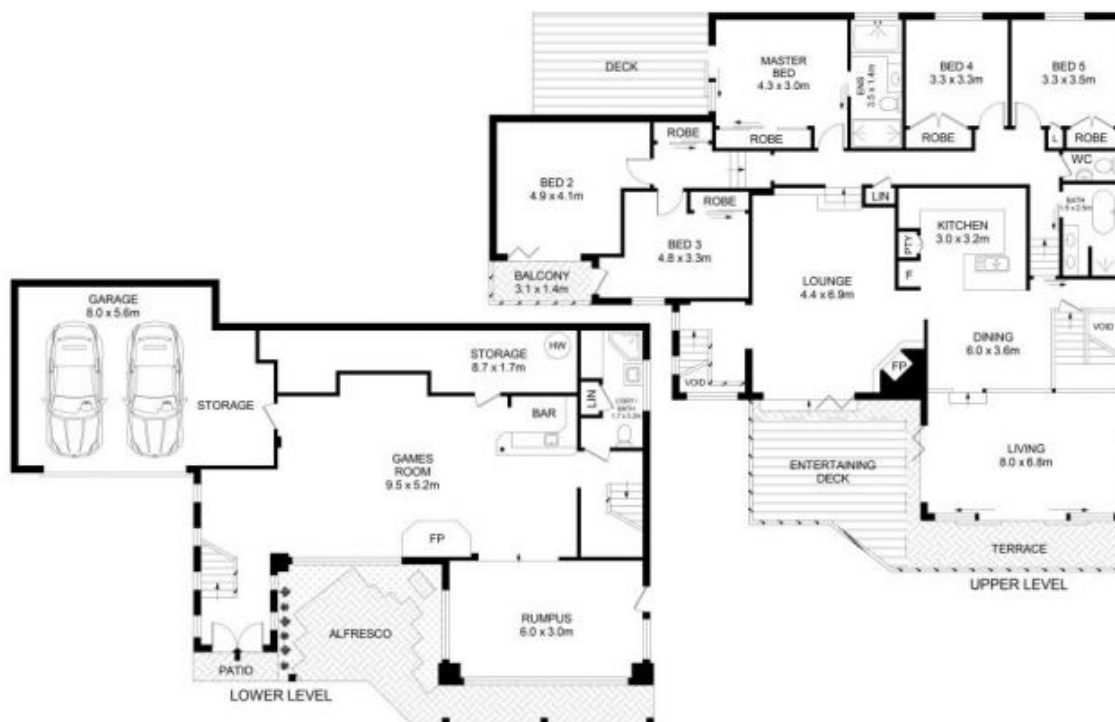 DECK
MASTER
BED
4.3 x 3.0m
ENS
3.5 x 1.4m
BED 4
3.3 x 3.3m
BED 5
3.3 x 3.5m
ROBE
ROBE
ROBE
L
ROBE
WC
BED 2
4.9 x 4.1m
ROBE
LIN
BATH
KITCHEN
3.0 x 3.2m
PTY
F
BED 3
4.8 x 3.3m
BALCONY
3.1 x 1.4m
LOUNGE
4.4 x 6.9m
VOID
DINING
6.0 x 3.6m
FP
VOID
LIVING
8.0 x 6.8m
ENTERTAINING
DECK
TERRACE
UPPER LEVEL
GARAGE
8.0 x 5.6m
STORAGE
STORAGE
8.7 x 1.7m
HW
LIN
BATH
BAR
GAMES
ROOM
9.5 x 5.2m
FP
RUMPUS
6.0 x 3.0m
ALFRESCO
PATIO
LOWER LEVEL